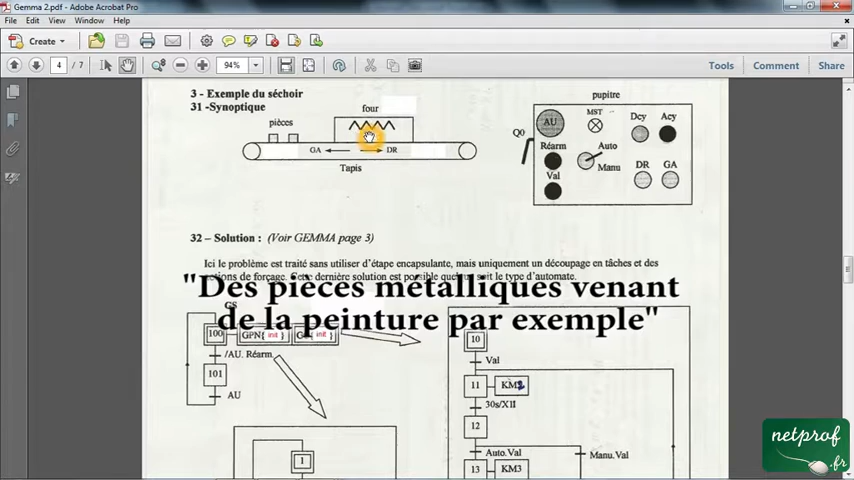 Gemma 2.pdf - Adobe Acrobat Pro
File Edit View Window Help
Create
4 / 7
94%
Tools Comment Share
3 - Exemple du séchoir
31 -Synoptique
four
pièces
GA
DR
Tapis
pupitre
Q0
AU
MST
Dcy
Acy
Réarm
Auto
Manu
Val
DR
GA
32 – Solution : (Voir GEMMA page 3)
Ici le problème est traité sans utiliser d'étape encapsulante, mais uniquement un découpage en tâches et des
de forçage. Cette dernière solution est possible quel que soit le type d'automate.
"Des pièces métalliques venant
de la peinture par exemple"
GS
100
GPN{ init }
init
/AU. Réarm.
101
AU
1
10
Val
11
30s/X11
12
Auto.Val
Manu.Val
13
KM3
netprof
.fr